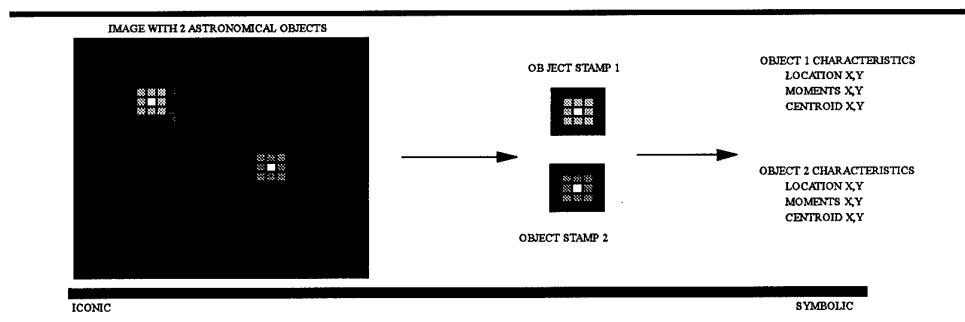 IMAGE WITH 2 ASTRONOMICAL OBJECTS
OBJECT STAMP 1
OBJECT STAMP 2
OBJECT 1 CHARACTERISTICS
LOCATION X,Y
MOMENTS X,Y
CENTROID X,Y
OBJECT 2 CHARACTERISTICS
LOCATION X,Y
MOMENTS X,Y
CENTROID X,Y
ICONIC
SYMBOLIC